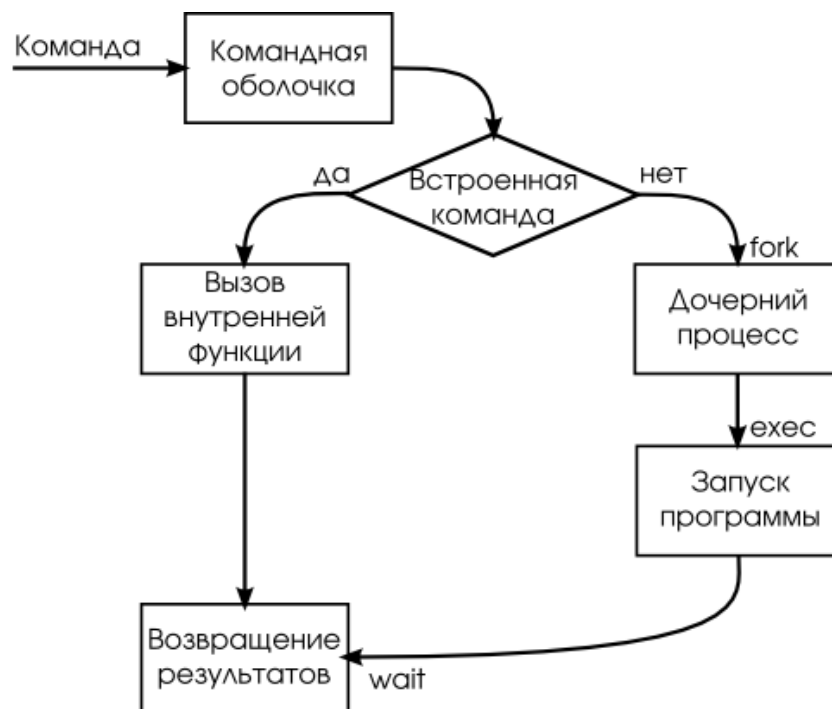 Команда
Командная
оболочка
да
Встроенная
команда
нет
fork
Вызов
внутренней
функции
Дочерний
процесс
exec
Запуск
программы
Возвращение
результатов
wait